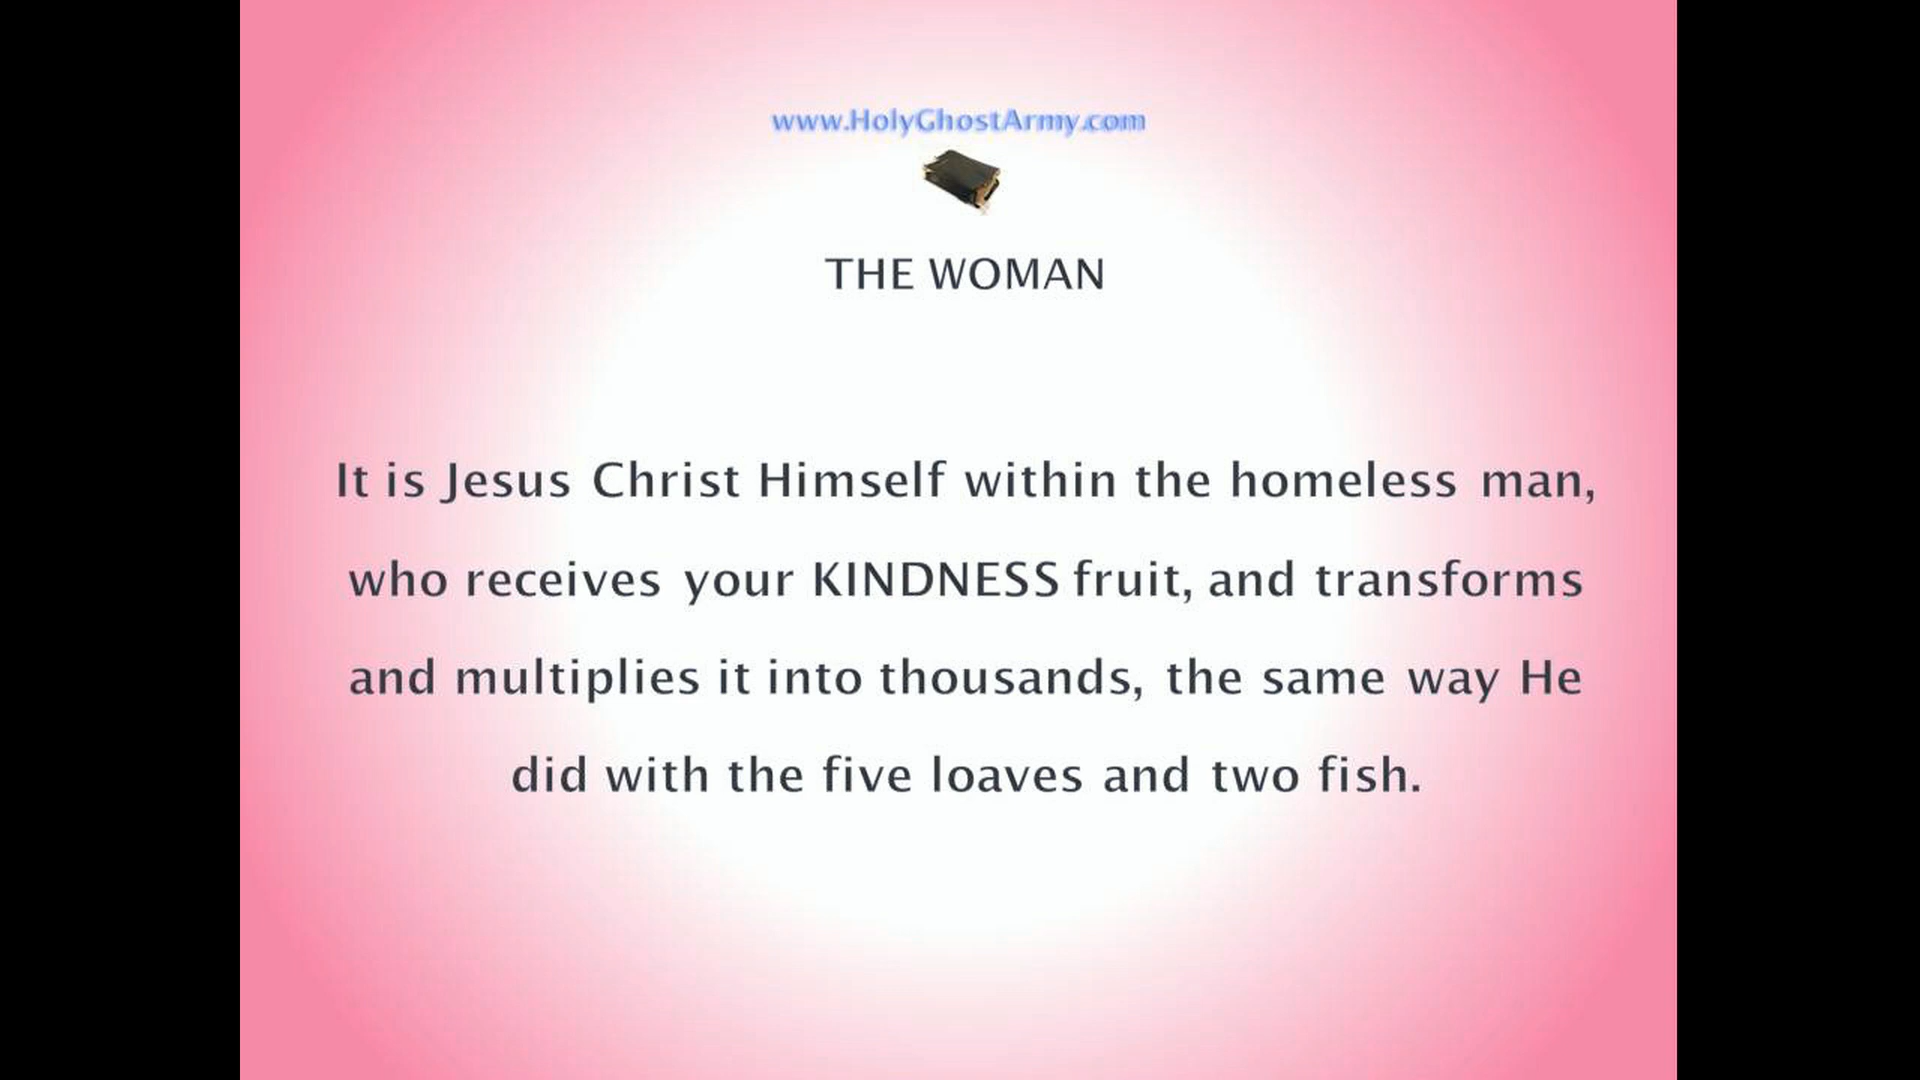 www.HolyGhostArmy.com
THE WOMAN
It is Jesus Christ Himself within the homeless man,
who receives your KINDNESS fruit, and transforms
and multiplies it into thousands, the same way He
did with the five loaves and two fish.